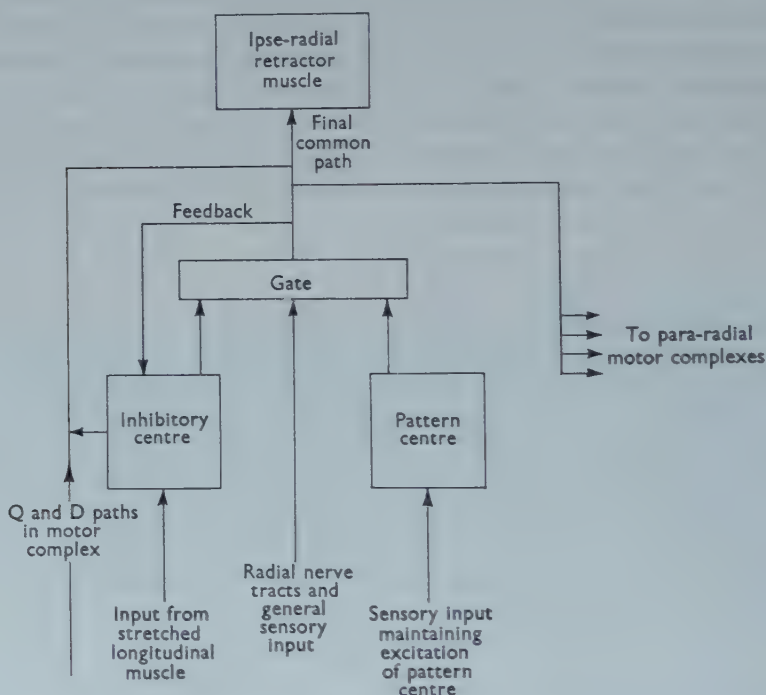 Ipse-radial
retractor
muscle
Final
common
path
Feedback
Gate
To para-radial
motor complexes
Inhibitory
centre
Pattern
centre
Q and D paths
in motor
complex
Input from
stretched
longitudinal
muscle
Radial nerve
tracts and
general
sensory
input
Sensory input
maintaining
excitation
of pattern
centre